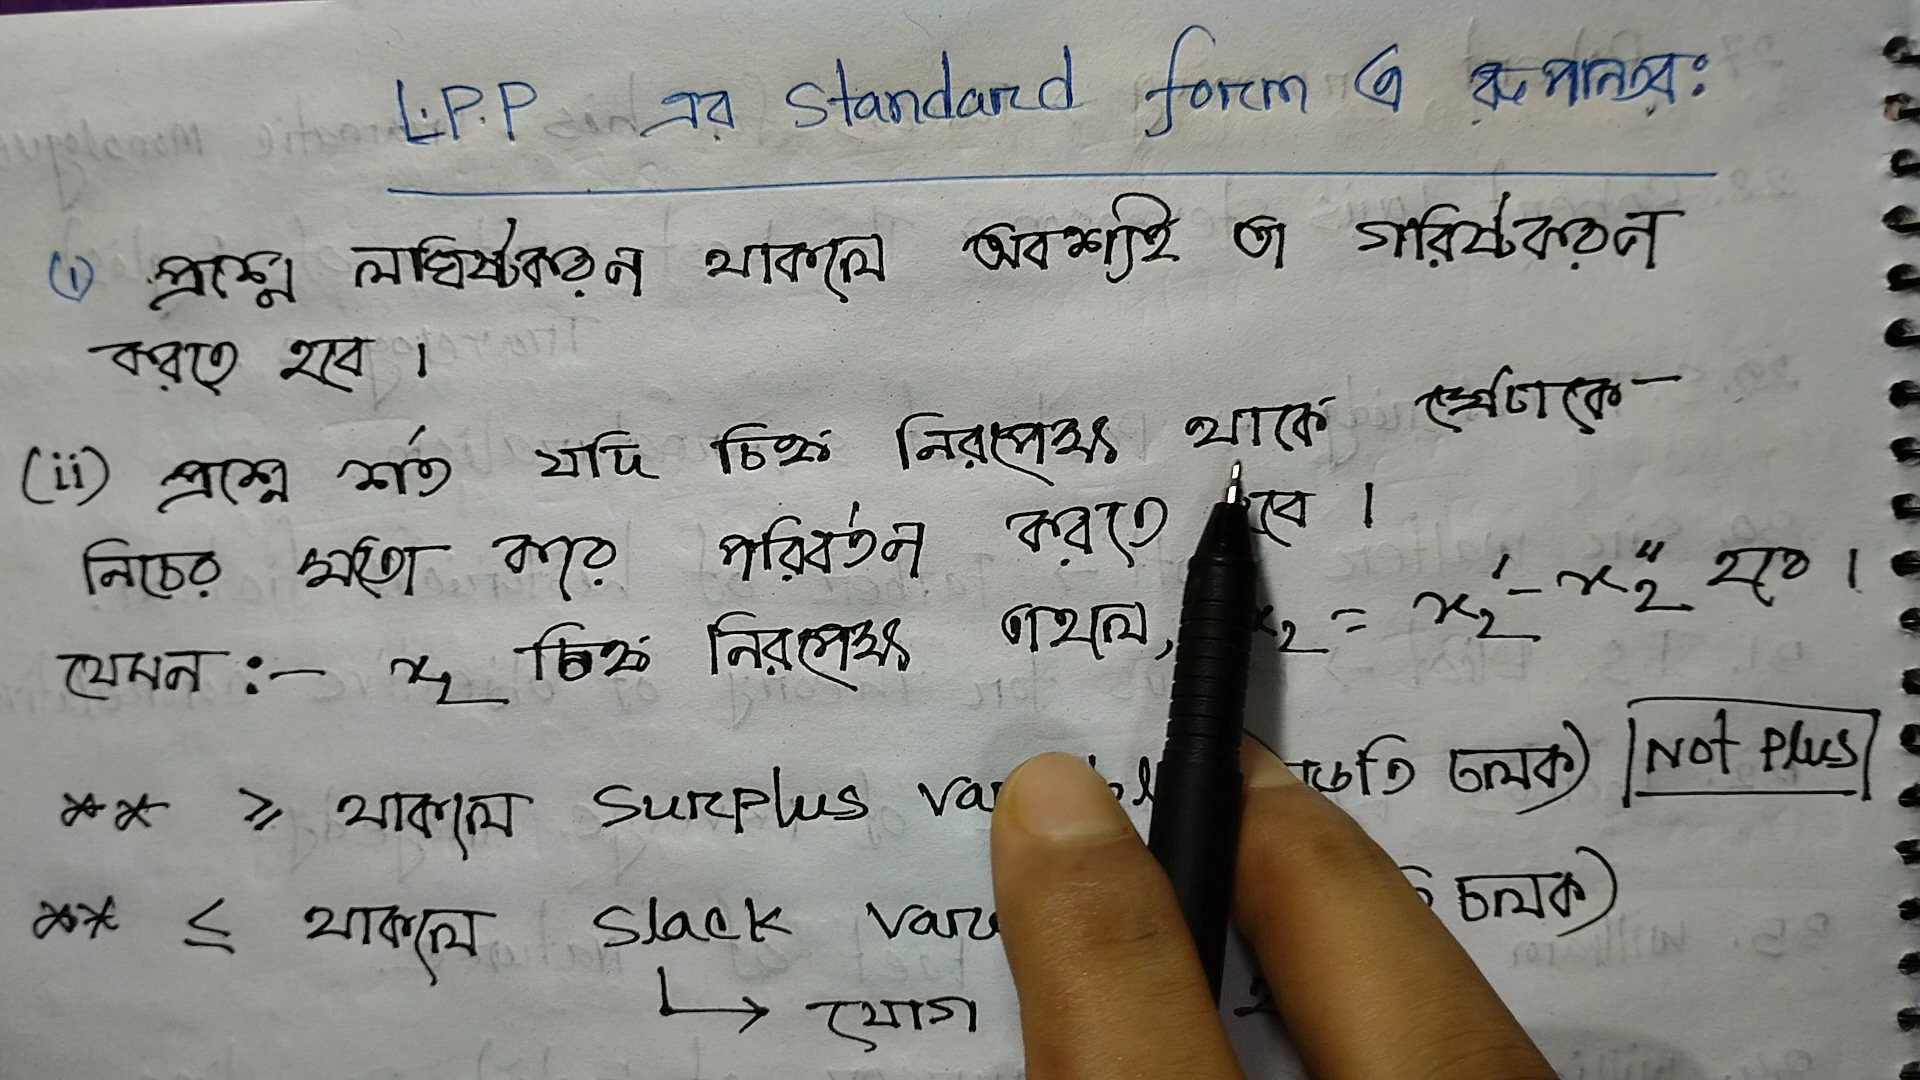 L.P.P এর Standard form এ রূপান্তর:
(i) প্রশ্নে লঘিষ্টকরন থাকলে অবশ্যই তা গরিষ্টকরন
করতে হবে ।
(ii) প্রশ্নে শর্ত যদি চিহ্ন নিরপেক্ষ থাকে সেটাকে
নিচের মতো করে পরিবর্তন করতে হবে ।
যেমন :- x₂ চিহ্ন নিরপেক্ষ তাহলে, x₂ = x₂' - x₂" হবে ।
** ≥ থাকলে Surplus চলক) Not Plus
** ≤ থাকলে Slack চলক)
→ যোগ